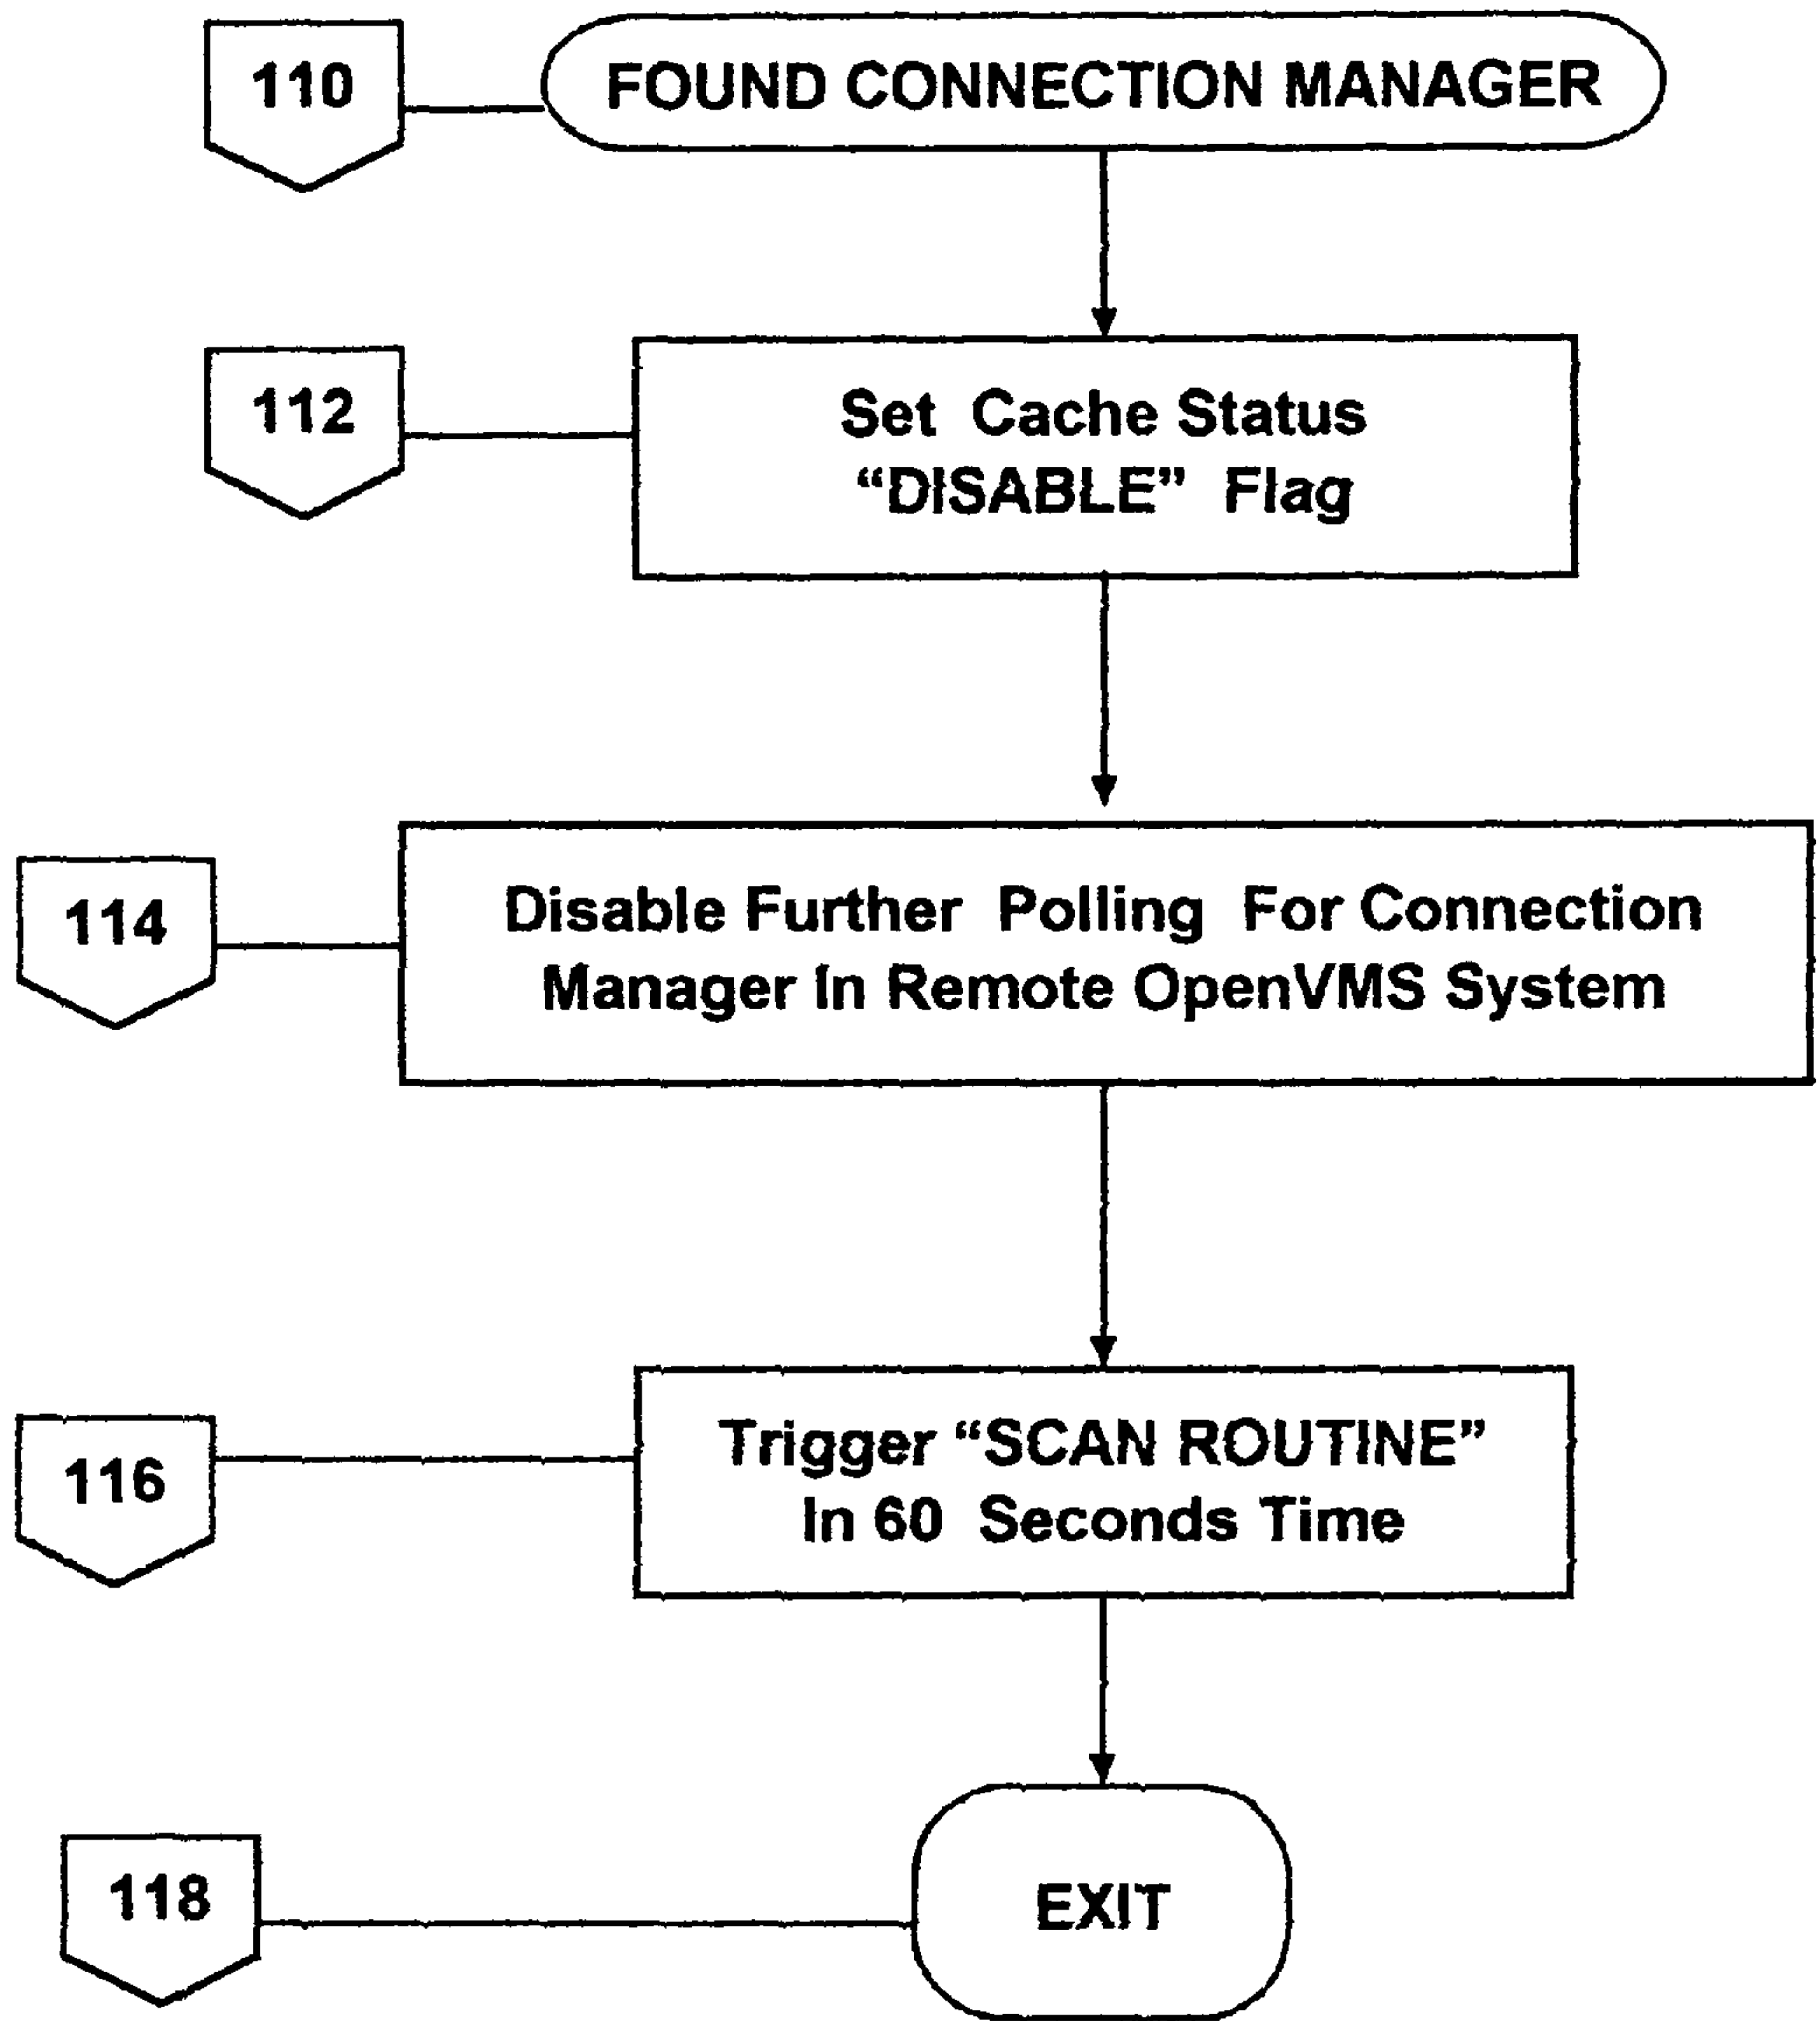 110
FOUND CONNECTION MANAGER
112
Set Cache Status
“DISABLE” Flag
114
Disable Further Polling For Connection
Manager In Remote OpenVMS System
116
Trigger “SCAN ROUTINE”
In 60 Seconds Time
118
EXIT